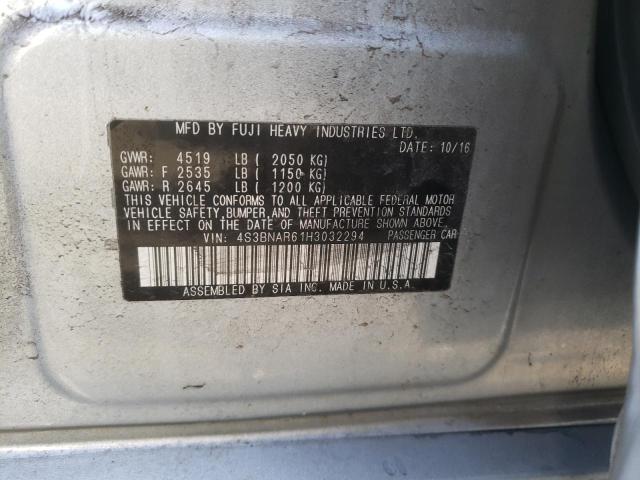 MFD BY FUJI HEAVY INDUSTRIES LTD.
DATE: 10/16
GVWR: 4519 LB ( 2050 KG)
GAWR: F 2535 LB ( 1150 KG)
GAWR: R 2645 LB ( 1200 KG)
THIS VEHICLE CONFORMS TO ALL APPLICABLE FEDERAL MOTOR
VEHICLE SAFETY, BUMPER, AND THEFT PREVENTION STANDARDS
IN EFFECT ON THE DATE OF MANUFACTURE SHOWN ABOVE.
VIN: 4S3BNAR61H3032294 PASSENGER CAR
ASSEMBLED BY SIA INC. MADE IN U.S.A